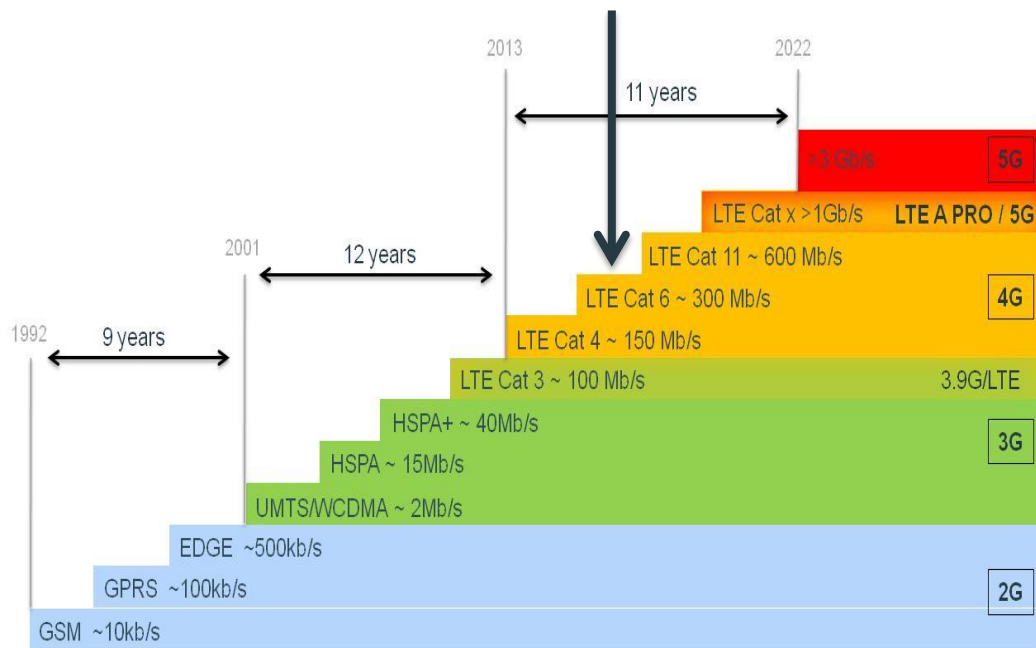 2013
2022
11 years
>3 Gb/s
5G
LTE Cat x >1Gb/s
LTE A PRO / 5G
2001
12 years
LTE Cat 11 ~ 600 Mb/s
LTE Cat 6 ~ 300 Mb/s
4G
1992
9 years
LTE Cat 4 ~ 150 Mb/s
LTE Cat 3 ~ 100 Mb/s
3.9G/LTE
HSPA+ ~ 40Mb/s
3G
HSPA ~ 15Mb/s
UMTS/WCDMA ~ 2Mb/s
EDGE ~500kb/s
GPRS ~100kb/s
2G
GSM ~10kb/s